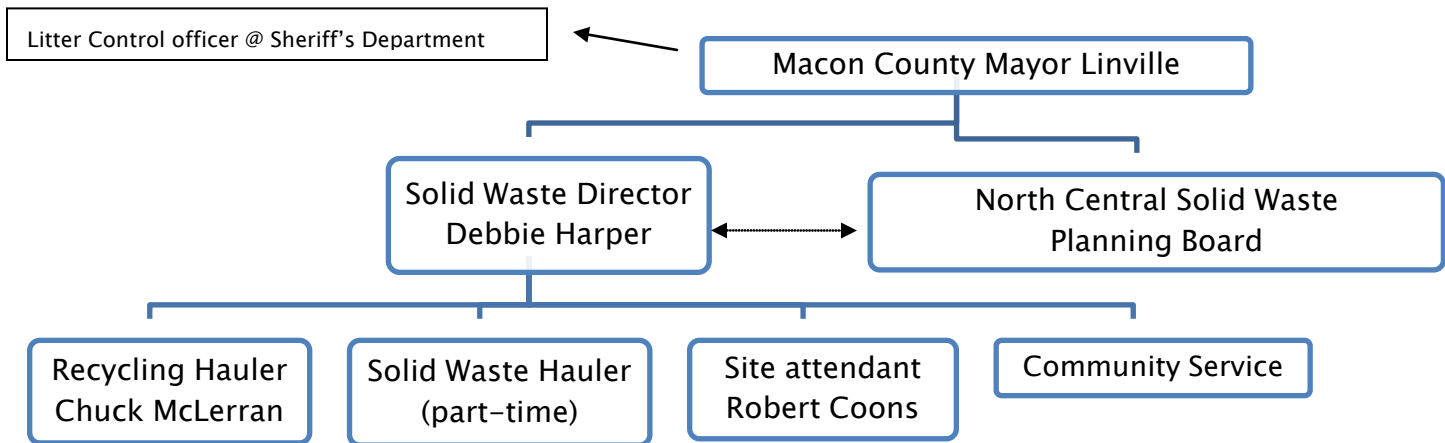 Litter Control officer @ Sheriff's Department
Macon County Mayor Linville
Solid Waste Director
Debbie Harper
North Central Solid Waste
Planning Board
Recycling Hauler
Chuck McLerran
Solid Waste Hauler
(part-time)
Site attendant
Robert Coons
Community Service